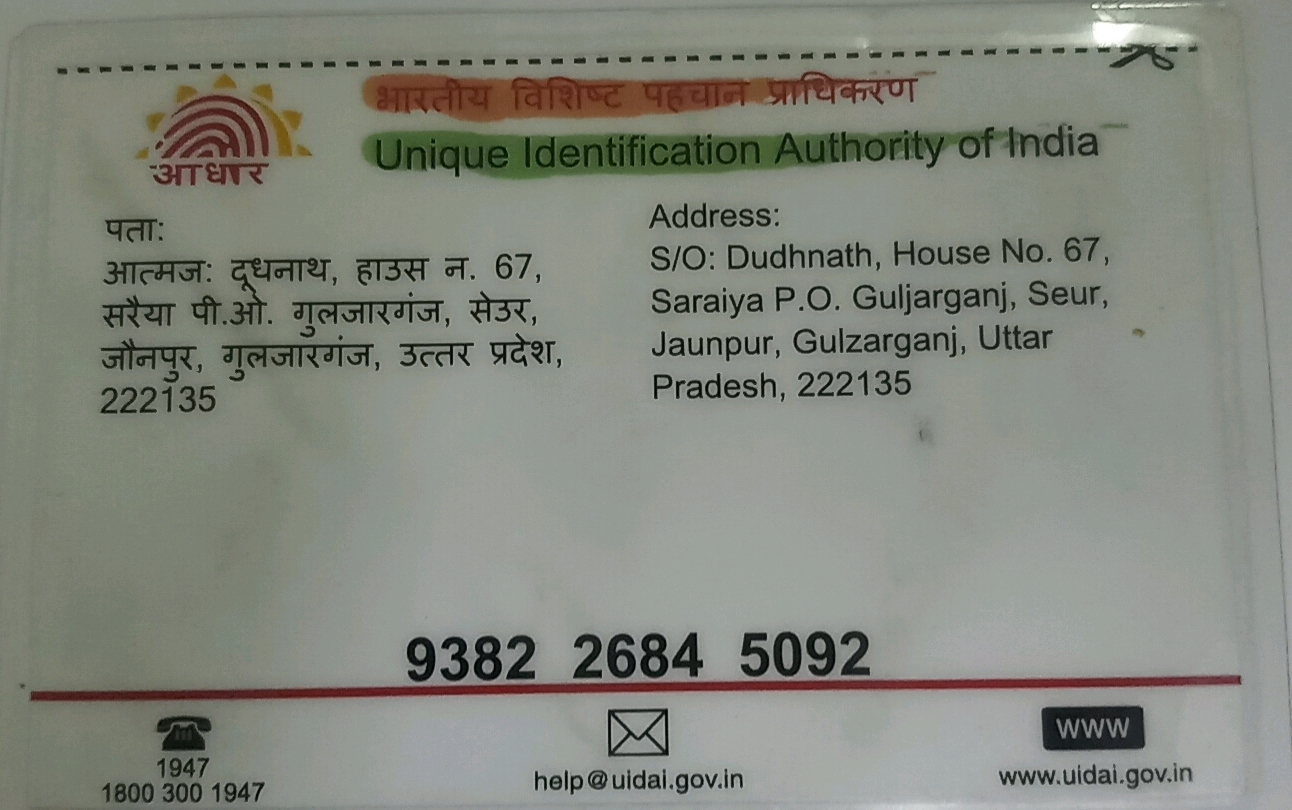 भारतीय विशिष्ट पहचान प्राधिकरण
Unique Identification Authority of India
आधार
पता:
आत्मज: दूधनाथ, हाउस न. 67,
सरैया पी.ओ. गुलजारगंज, सेउर,
जौनपुर, गुलजारगंज, उत्तर प्रदेश,
222135
Address:
S/O: Dudhnath, House No. 67,
Saraiya P.O. Guljarganj, Seur,
Jaunpur, Gulzarganj, Uttar
Pradesh, 222135
9382 2684 5092
1947
1800 300 1947
help@uidai.gov.in
www
www.uidai.gov.in